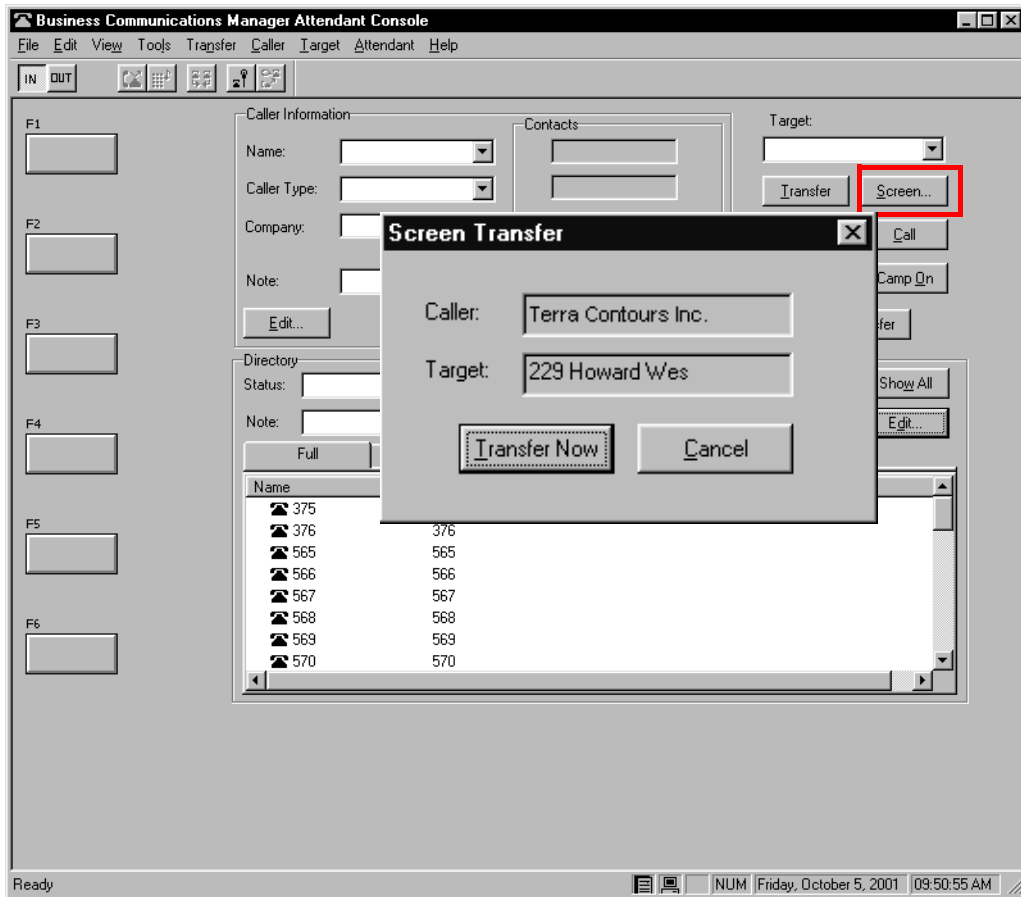 Business Communications Manager Attendant Console
File Edit View Tools Transfer Caller Target Attendant Help
IN OUT
F1
F2
F3
F4
F5
F6
Caller Information
Name:
Caller Type:
Company:
Note:
Edit...
Contacts
Target:
Transfer Screen...
Call
Camp On
fer
Screen Transfer
Caller: Terra Contours Inc.
Target: 229 Howard Wes
Transfer Now Cancel
Directory
Status:
Show All
Note:
Edit...
Full
Name
375
376 376
565 565
566 566
567 567
568 568
569 569
570 570
Ready NUM Friday, October 5, 2001 09:50:55 AM